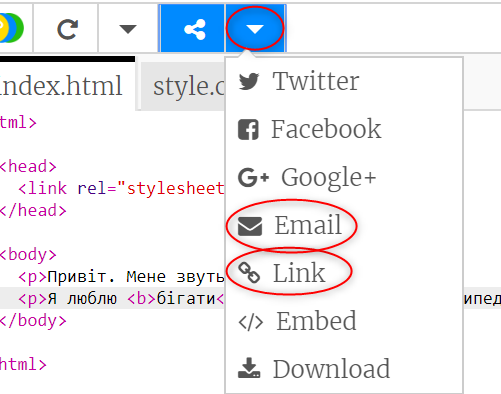 index.html style.c
Twitter
tml>
Facebook
<head>
Google+
<link rel="stylesheet
</head>
Email
<body>
<p>Привіт. Мене звуть
Link
<p>Я люблю <b>бігати< ипед
</body>
Embed
html>
Download